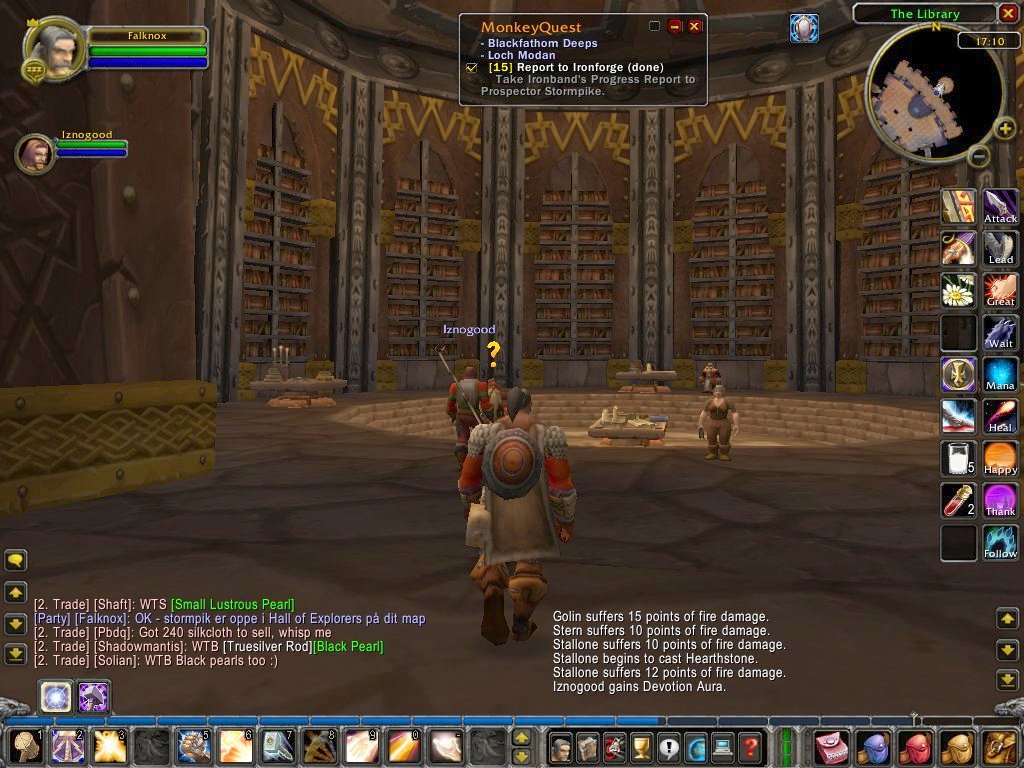 Falknox
zzz
Iznogood
MonkeyQuest
- Blackfathom Deeps
- Loch Modan
[15] Report to Ironforge (done)
Take Ironband's Progress Report to
Prospector Stormpike.
The Library
N
17:10
Attack
Lead
Great
Wait
Mana
Heal
5
Happy
2
Thank
Follow
Iznogood
?
[2. Trade] [Shaft]: WTS [Small Lustrous Pearl]
[Party] [Falknox]: OK - stormpik er oppe i Hall of Explorers på dit map
[2. Trade] [Pbdq]: Got 240 silkcloth to sell, whisp me
[2. Trade] [Shadowmantis]: WTB [Truesilver Rod][Black Pearl]
[2. Trade] [Solian]: WTB Black pearls too :)
Golin suffers 15 points of fire damage.
Stern suffers 10 points of fire damage.
Stallone suffers 10 points of fire damage.
Stallone begins to cast Hearthstone.
Stallone suffers 12 points of fire damage.
Iznogood gains Devotion Aura.
1 2 3 5 6 7 8 9 0 -